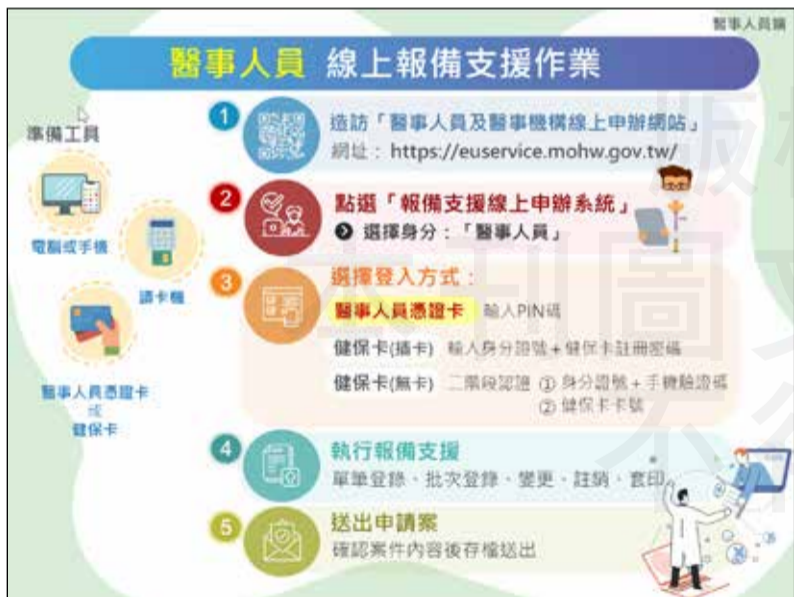 醫事人員端
醫事人員 線上報備支援作業
準備工具
電腦或手機
讀卡機
醫事人員憑證卡
或
健保卡
1 造訪「醫事人員及醫事機構線上申辦網站」
網址：https://euservice.mohw.gov.tw/
2 點選「報備支援線上申辦系統」
選擇身分：「醫事人員」
3 選擇登入方式：
醫事人員憑證卡 輸入PIN碼
健保卡(插卡) 輸入身分證號+健保卡註冊密碼
健保卡(無卡) 二階段認證 ① 身分證號+手機驗證碼
② 健保卡卡號
4 執行報備支援
單筆登錄、批次登錄、變更、註銷、套印
5 送出申請案
確認案件內容後存檔送出